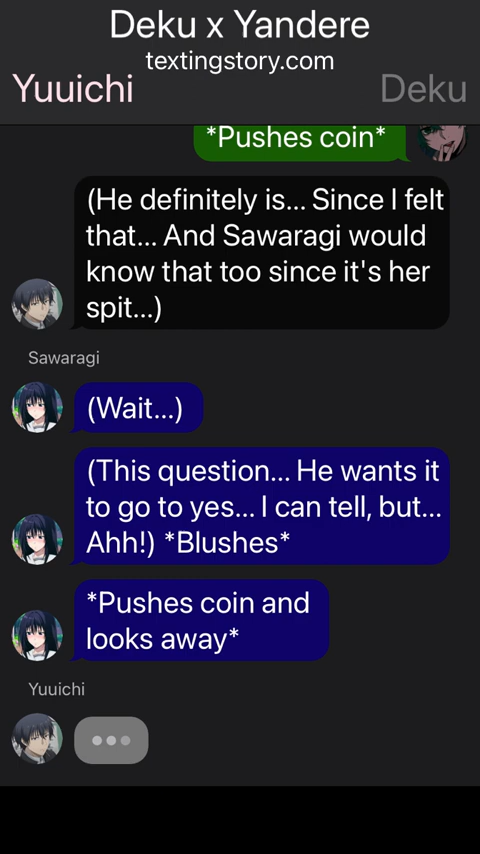 Deku x Yandere
textingstory.com
Yuuichi
Deku
*Pushes coin*
(He definitely is... Since I felt
that... And Sawaragi would
know that too since it's her
spit...)
Sawaragi
(Wait...)
(This question... He wants it
to go to yes... I can tell, but...
Ahh!) *Blushes*
*Pushes coin and
looks away*
Yuuichi